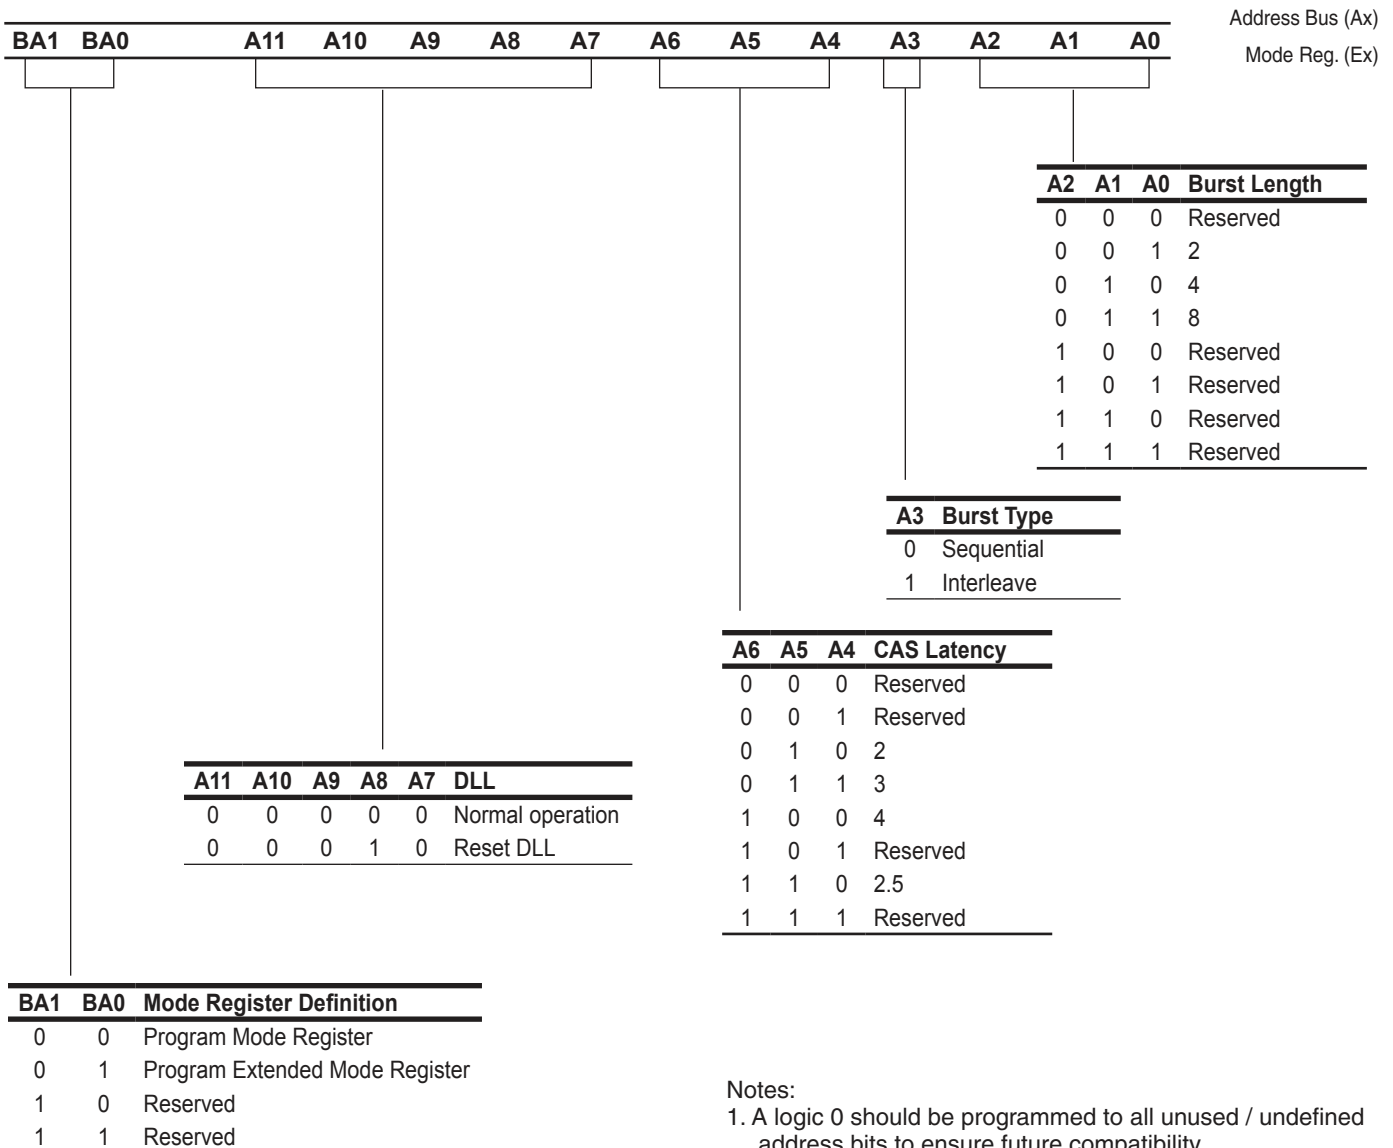 Address Bus (Ax)
BA1 BA0 A11 A10 A9 A8 A7 A6 A5 A4 A3 A2 A1 A0
Mode Reg. (Ex)
A2 A1 A0 Burst Length
0 0 0 Reserved
0 0 1 2
0 1 0 4
0 1 1 8
1 0 0 Reserved
1 0 1 Reserved
1 1 0 Reserved
1 1 1 Reserved
A3 Burst Type
0 Sequential
1 Interleave
A6 A5 A4 CAS Latency
0 0 0 Reserved
0 0 1 Reserved
0 1 0 2
0 1 1 3
1 0 0 4
1 0 1 Reserved
1 1 0 2.5
1 1 1 Reserved
A11 A10 A9 A8 A7 DLL
0 0 0 0 0 Normal operation
0 0 0 1 0 Reset DLL
BA1 BA0 Mode Register Definition
0 0 Program Mode Register
0 1 Program Extended Mode Register
1 0 Reserved
1 1 Reserved
Notes:
1. A logic 0 should be programmed to all unused / undefined
address bits to ensure future compatibility